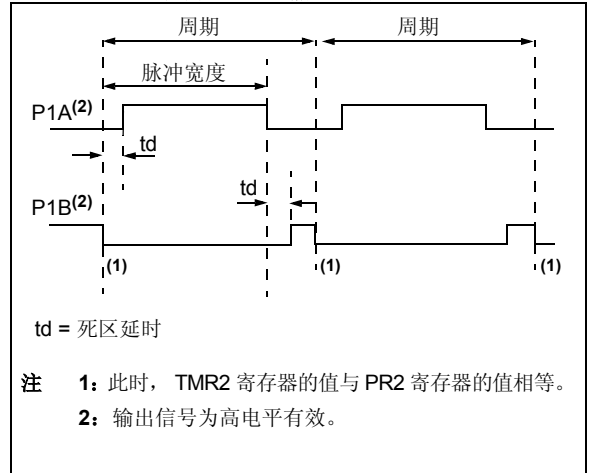 周期 周期
脉冲宽度
P1A(2)
td
td
P1B(2)
(1) (1) (1)
td = 死区延时
注 1: 此时， TMR2 寄存器的值与 PR2 寄存器的值相等。
2: 输出信号为高电平有效。